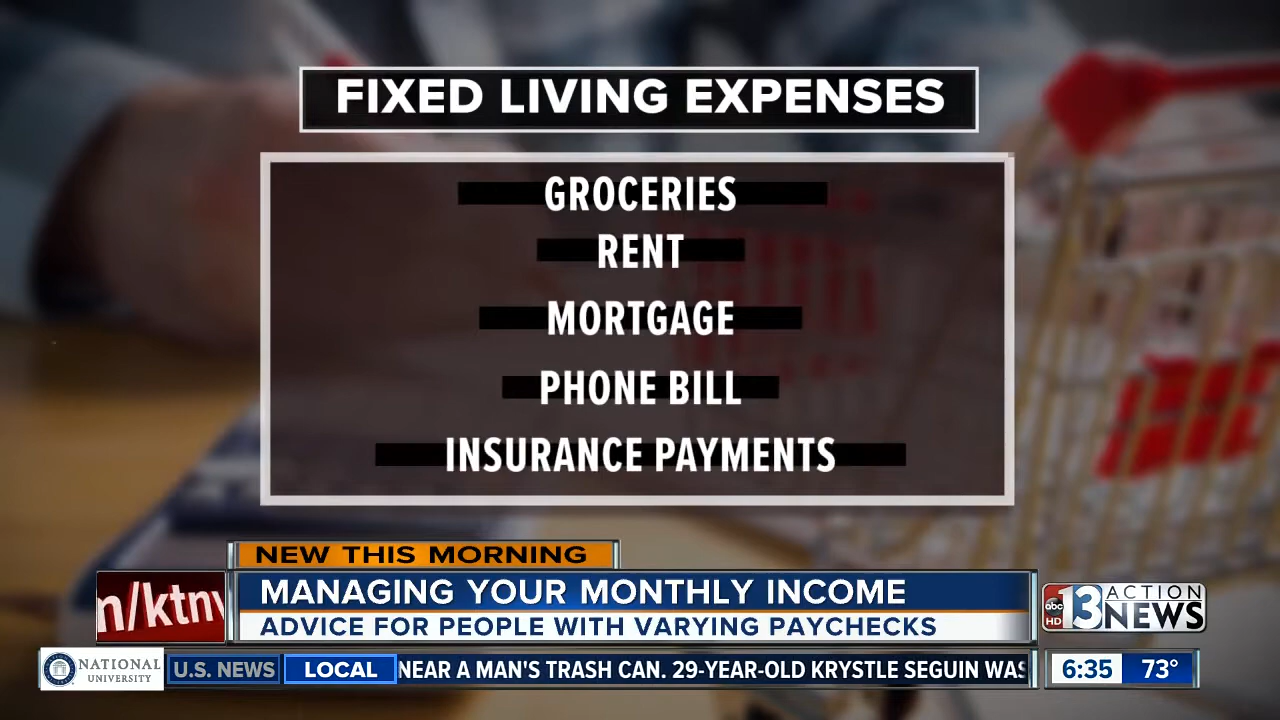 FIXED LIVING EXPENSES
GROCERIES
RENT
MORTGAGE
PHONE BILL
INSURANCE PAYMENTS
NEW THIS MORNING
n/ktnv
MANAGING YOUR MONTHLY INCOME
ADVICE FOR PEOPLE WITH VARYING PAYCHECKS
abc HD 13 ACTION NEWS
NATIONAL UNIVERSITY
U.S. NEWS
LOCAL
NEAR A MAN'S TRASH CAN. 29-YEAR-OLD KRYSTLE SEGUIN WAS
6:35
73°